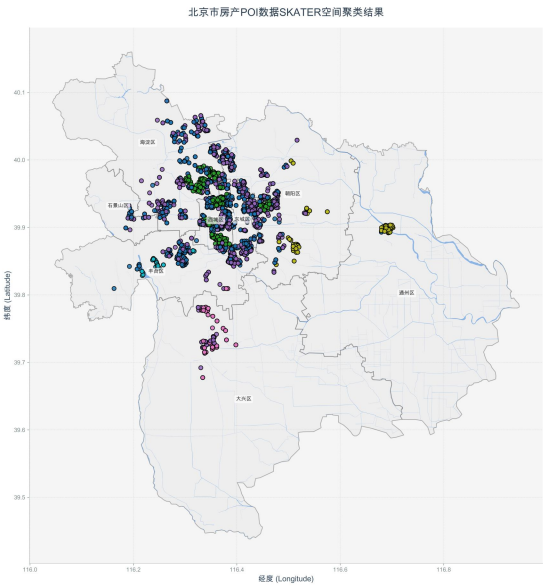 北京市房产POI数据SKATER空间聚类结果
40.1
海淀区
40.0
朝阳区
石景山区
西城区
东城区
39.9
丰台区
通州区
39.8
纬度 (Latitude)
39.7
大兴区
39.6
39.5
116.0
116.2
116.4
116.6
116.8
经度 (Longitude)